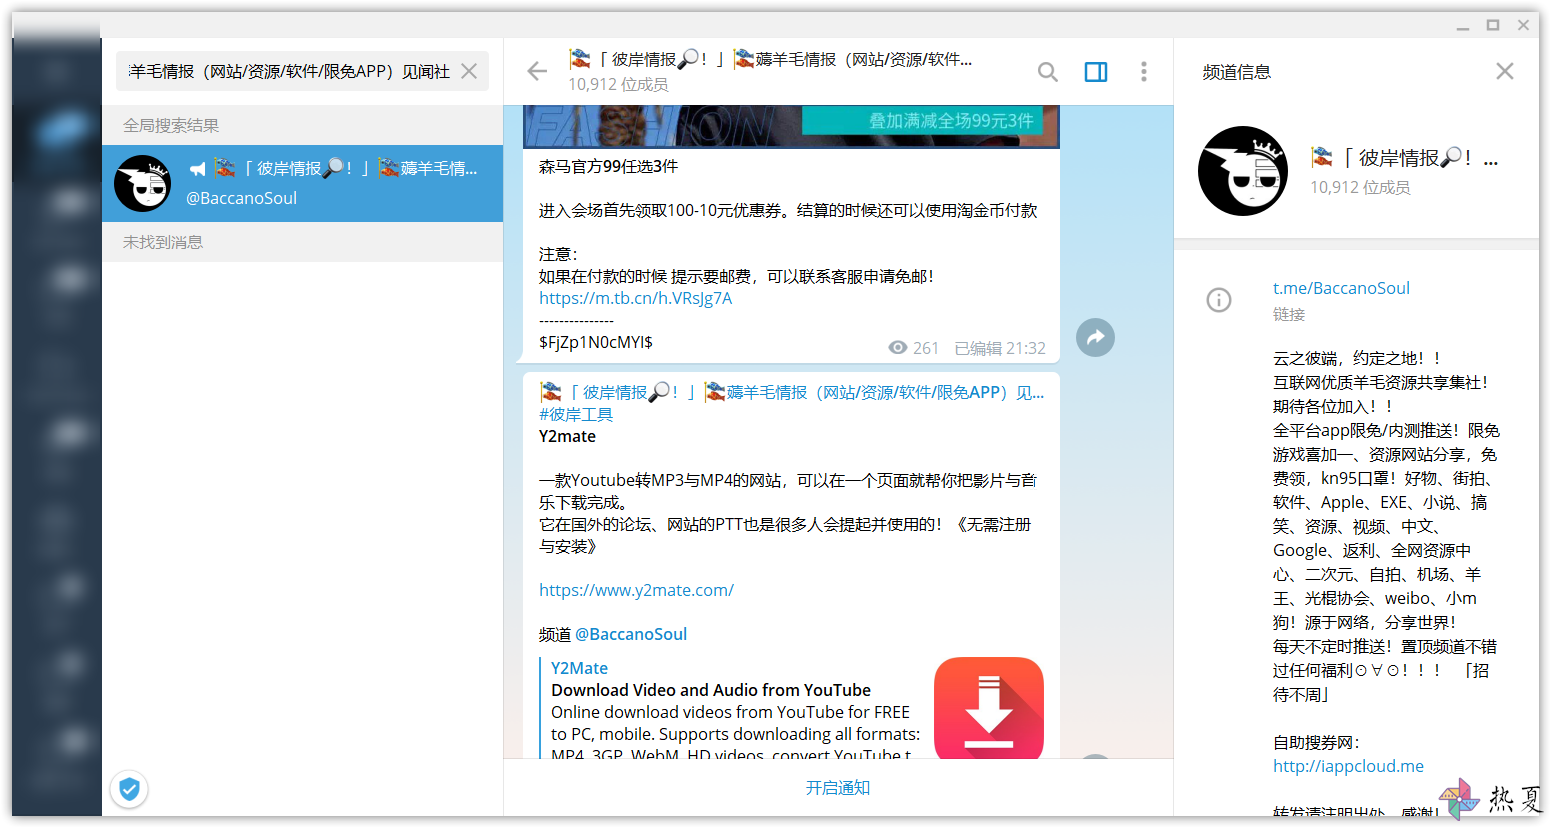 羊毛情报（网站/资源/软件/限免APP）见闻社
全局搜索结果
「 彼岸情报🔎！」🎏薅羊毛情...
@BaccanoSoul
未找到消息
🎏「 彼岸情报🔎！」🎏薅羊毛情报（网站/资源/软件...
10,912 位成员
FASHION
叠加满减全场99元3件
森马官方99任选3件
进入会场首先领取100-10元优惠券。结算的时候还可以使用淘金币付款
注意：
如果在付款的时候 提示要邮费，可以联系客服申请免邮！
https://m.tb.cn/h.VRsJg7A
---------------
$FjZp1N0cMYI$
261 已编辑 21:32
🎏「 彼岸情报🔎！」🎏薅羊毛情报（网站/资源/软件/限免APP）见...
#彼岸工具
Y2mate
一款Youtube转MP3与MP4的网站，可以在一个页面就帮你把影片与音
乐下载完成。
它在国外的论坛、网站的PTT也是很多人会提起并使用的！《无需注册
与安装》
https://www.y2mate.com/
频道 @BaccanoSoul
Y2Mate
Download Video and Audio from YouTube
Online download videos from YouTube for FREE
to PC, mobile. Supports downloading all formats:
MP4, 3GP, WebM, HD videos, convert YouTube t
开启通知
频道信息
🎏「 彼岸情报🔎！...
10,912 位成员
t.me/BaccanoSoul
链接
云之彼端，约定之地！！
互联网优质羊毛资源共享集社！
期待各位加入！！
全平台app限免/内测推送！限免
游戏喜加一、资源网站分享，免
费领，kn95口罩！好物、街拍、
软件、Apple、EXE、小说、搞
笑、资源、视频、中文、
Google、返利、全网资源中
心、二次元、自拍、机场、羊
王、光棍协会、weibo、小m
狗！源于网络，分享世界！
每天不定时推送！置顶频道不错
过任何福利⊙∀⊙！！！ 「招
待不周」
自助搜券网：
http://iappcloud.me
转发请注明出处，感谢！
热夏